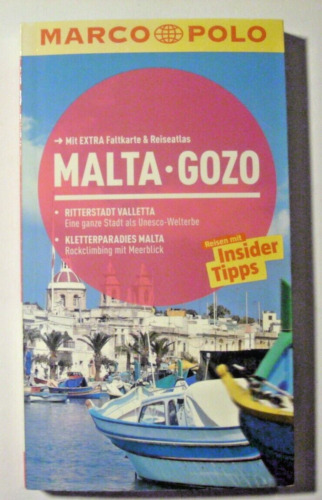 MARCO POLO
→ Mit EXTRA Faltkarte & Reiseatlas
MALTA • GOZO
• RITTERSTADT VALLETTA
Eine ganze Stadt als Unesco-Welterbe
• KLETTERPARADIES MALTA
Rockclimbing mit Meerblick
Reisen mit
Insider
Tipps